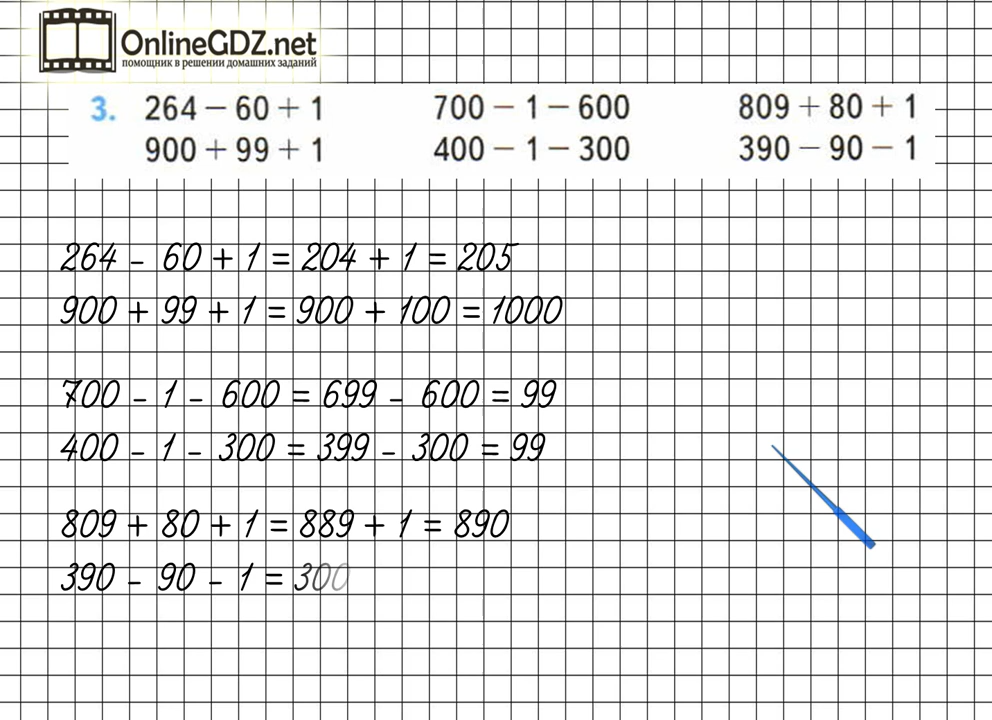 OnlineGDZ.net
помощник в решении домашних заданий
3. 264 − 60 + 1 700 − 1 − 600 809 + 80 + 1
900 + 99 + 1 400 − 1 − 300 390 − 90 − 1
264 - 60 + 1 = 204 + 1 = 205
900 + 99 + 1 = 900 + 100 = 1000
700 - 1 - 600 = 699 - 600 = 99
400 - 1 - 300 = 399 - 300 = 99
809 + 80 + 1 = 889 + 1 = 890
390 - 90 - 1 = 300